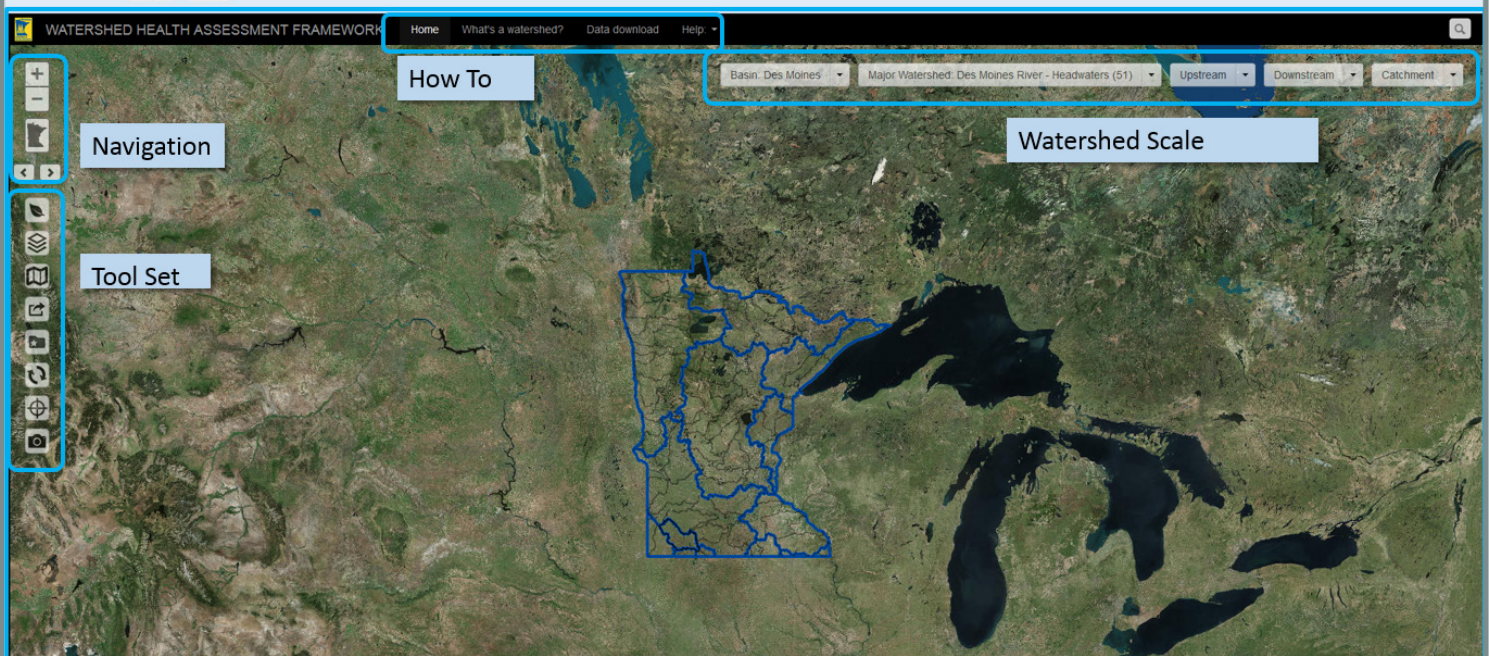 WATERSHED HEALTH ASSESSMENT FRAMEWORK Home What's a watershed? Data download Help:
How To
Basin: Des Moines Major Watershed: Des Moines River - Headwaters (51) Upstream Downstream Catchment
Navigation
Watershed Scale
Tool Set